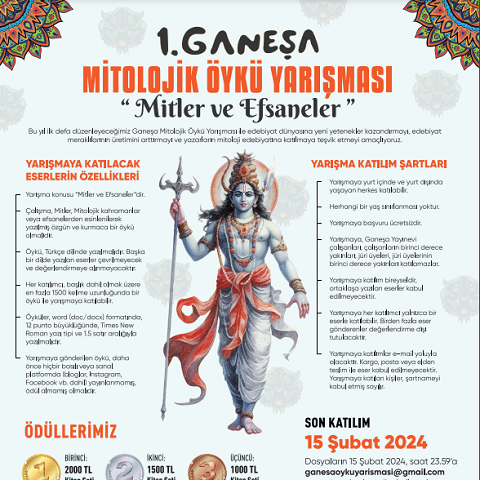 1. GANEŞA
MİTOLOJİK ÖYKÜ YARIŞMASI
“ Mitler ve Efsaneler ”
Bu yıl ilk defa düzenleyeceğimiz Ganeşa Mitolojik Öykü Yarışması ile edebiyat dünyasına yeni yetenekler kazandırmayı, edebiyat
meraklılarının üretimini arttırmayı ve yazarların mitoloji edebiyatına katılmaya teşvik etmeyi amaçlıyoruz.
YARIŞMAYA KATILACAK
ESERLERİN ÖZELLİKLERİ
Yarışma konusu “Mitler ve Efsaneler”dir.
Çalışma, Mitler, Mitolojik kahramanlar
veya efsanelerden esinlenilerek
yazılmış özgün ve kurmaca bir öykü
olmalıdır.
Öykü, Türkçe dilinde yazılmalıdır. Başka
bir dilde yazılan eserler çevrilmeyecek
ve değerlendirmeye alınmayacaktır.
Her katılımcı, başlık dahil olmak üzere
en fazla 1500 kelime uzunluğunda bir
öykü ile yarışmaya katılabilir.
Öyküler, word (doc/docx) formatında,
12 punto büyüklüğünde, Times New
Roman yazı tipi ve 1.5 satır aralığıyla
yazılmalıdır.
Yarışmaya gönderilen öykü, daha
önce hiçbir basılı veya sanal
platformda (bloglar, Instagram,
Facebook vb. dahil) yayınlanmamış,
ödül almamış olmalıdır.
YARIŞMA KATILIM ŞARTLARI
Yarışmaya yurt içinde ve yurt dışında
yaşayan herkes katılabilir.
Herhangi bir yaş sınırlaması yoktur.
Yarışmaya başvuru ücretsizdir.
Yarışmaya, Ganeşa Yayınevi
çalışanları, çalışanların birinci derece
yakınları, jüri üyeleri, jüri üyelerinin
birinci derece yakınları katılamazlar.
Yarışmaya katılım bireyseldir,
ortaklaşa yazılan eserler kabul
edilmeyecektir.
Yarışmaya her katılımcı yalnızca bir
eserle katılabilir. Birden fazla eser
gönderenler değerlendirme dışı
tutulacaktır.
Yarışmaya katılımlar e-mail yoluyla
olacaktır. Kargo, posta veya elden
teslim ile eser kabul edilmeyecektir.
Yarışmaya katılan kişiler, şartnameyi
kabul etmiş sayılır.
ÖDÜLLERİMİZ
1
BİRİNCİ:
2000 TL
Kitap Seti
2
İKİNCİ:
1500 TL
Kitap Seti
3
ÜÇÜNCÜ:
1000 TL
Kitap Seti
SON KATILIM
15 Şubat 2024
Dosyaların 15 Şubat 2024, saat 23.59'a
ganesaoykuyarismasi@gmail.com